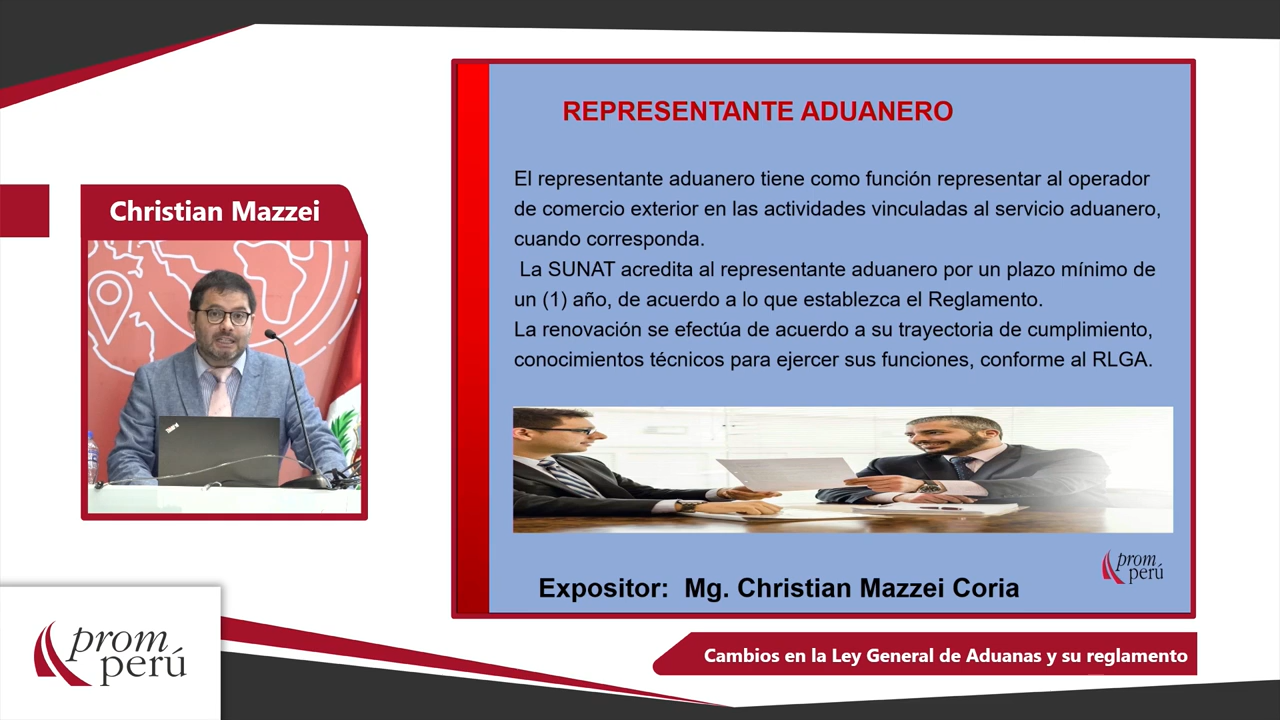 Christian Mazzei
REPRESENTANTE ADUANERO
El representante aduanero tiene como función representar al operador
de comercio exterior en las actividades vinculadas al servicio aduanero,
cuando corresponda.
La SUNAT acredita al representante aduanero por un plazo mínimo de
un (1) año, de acuerdo a lo que establezca el Reglamento.
La renovación se efectúa de acuerdo a su trayectoria de cumplimiento,
conocimientos técnicos para ejercer sus funciones, conforme al RLGA.
prom
perú
Expositor: Mg. Christian Mazzei Coria
Cambios en la Ley General de Aduanas y su reglamento
prom
perú